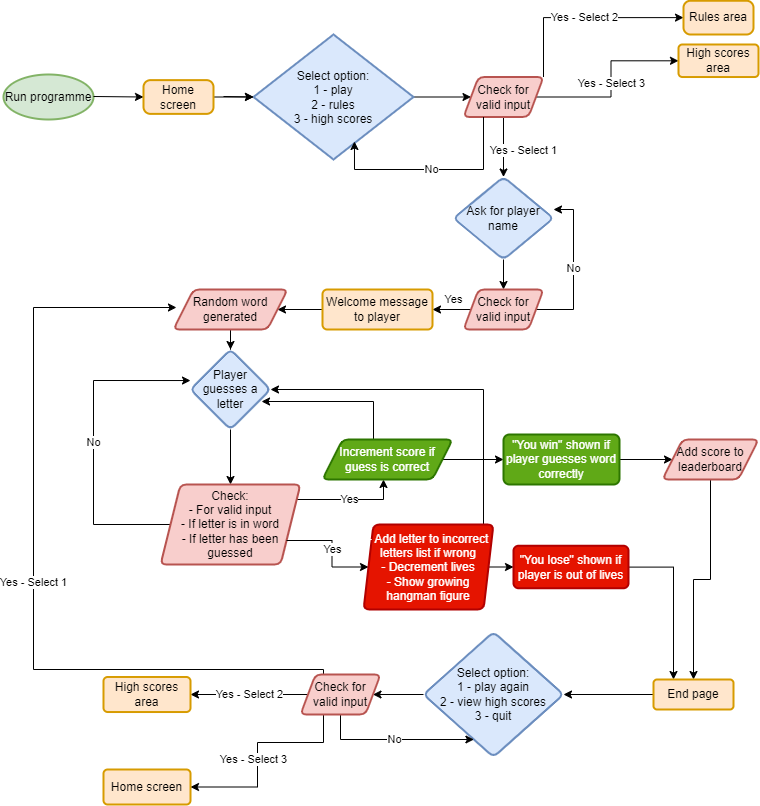 Yes - Select 2
Rules area
High scores
area
Yes - Select 3
Run programme
Home
screen
Select option:
1 - play
2 - rules
3 - high scores
Check for
valid input
No
Yes - Select 1
Ask for player
name
No
Random word
generated
Welcome message
to player
Yes
Check for
valid input
Player
guesses a
letter
No
Increment score if
guess is correct
"You win" shown if
player guesses word
correctly
Add score to
leaderboard
Check:
- For valid input
- If letter is in word
- If letter has been
guessed
Yes
Yes
- Add letter to incorrect
letters list if wrong
- Decrement lives
- Show growing
hangman figure
"You lose" shown if
player is out of lives
Yes - Select 1
High scores
area
Yes - Select 2
Check for
valid input
Select option:
1 - play again
2 - view high scores
3 - quit
End page
No
Yes - Select 3
Home screen